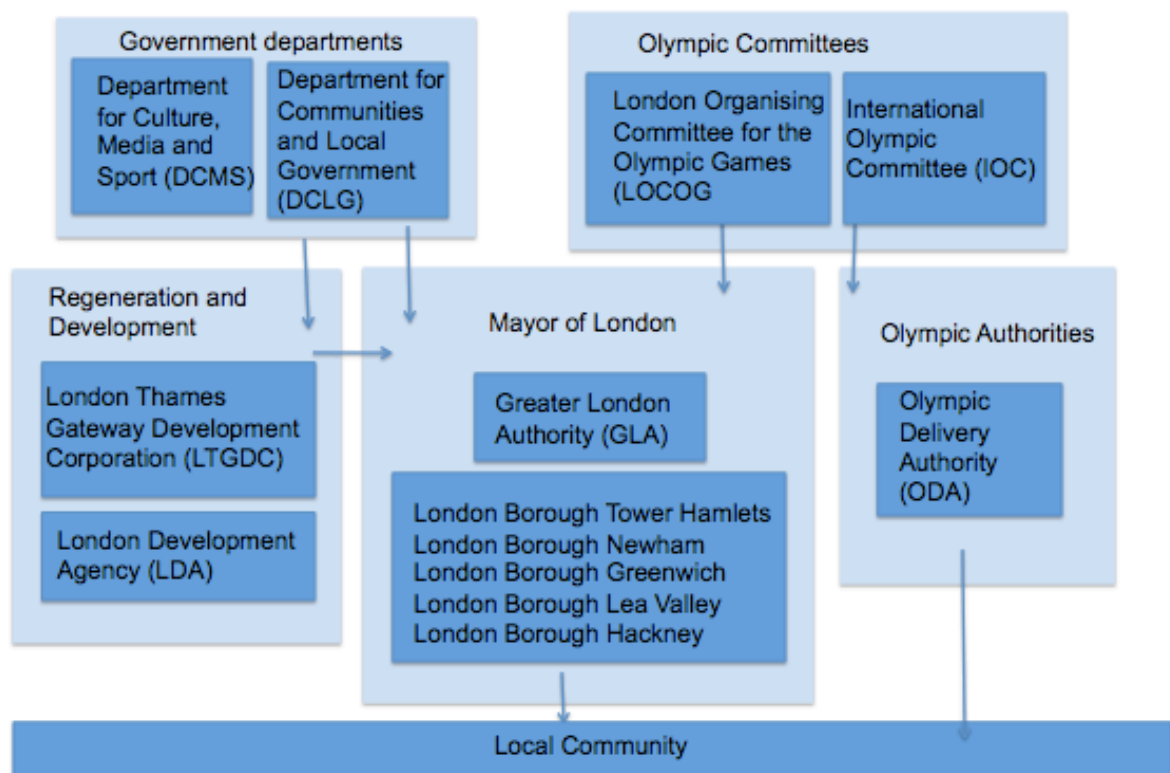 Government departments
Department
for Culture,
Media and
Sport (DCMS)
Department for
Communities
and Local
Government
(DCLG)
Olympic Committees
London Organising
Committee for the
Olympic Games
(LOCOG
International
Olympic
Committee (IOC)
Regeneration and
Development
London Thames
Gateway Development
Corporation (LTGDC)
London Development
Agency (LDA)
Mayor of London
Greater London
Authority (GLA)
London Borough Tower Hamlets
London Borough Newham
London Borough Greenwich
London Borough Lea Valley
London Borough Hackney
Olympic Authorities
Olympic
Delivery
Authority
(ODA)
Local Community